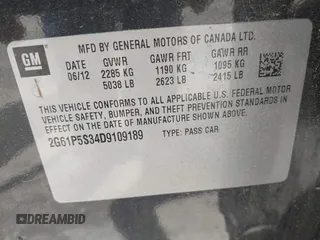 GM
MFD BY GENERAL MOTORS OF CANADA LTD.
DATE GVWR GAWR FRT GAWR RR
06/12 2285 KG 1190 KG 1095 KG
5038 LB 2623 LB 2415 LB
THIS VEHICLE CONFORMS TO ALL APPLICABLE U.S. FEDERAL MOTOR
VEHICLE SAFETY, BUMPER, AND THEFT PREVENTION STANDARDS IN
EFFECT ON THE DATE OF MANUFACTURE SHOWN ABOVE.
2G61P5S34D9109189 TYPE: PASS CAR
DREAMBID